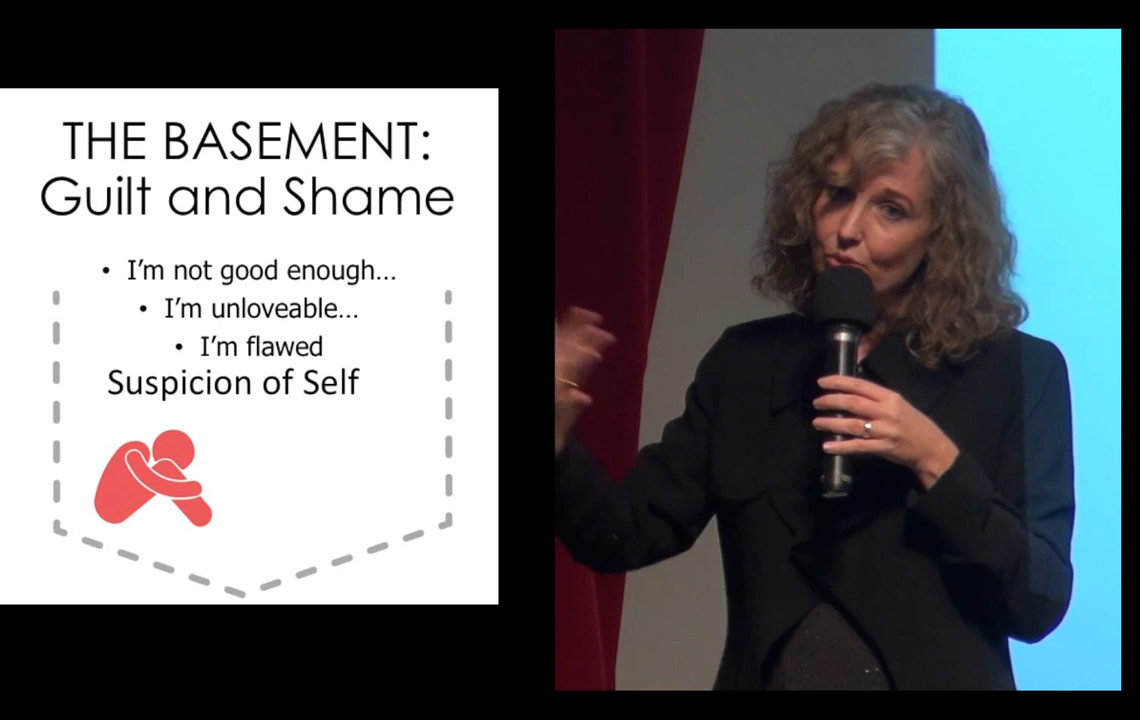 THE BASEMENT:
Guilt and Shame
• I’m not good enough…
• I’m unloveable…
• I’m flawed
Suspicion of Self